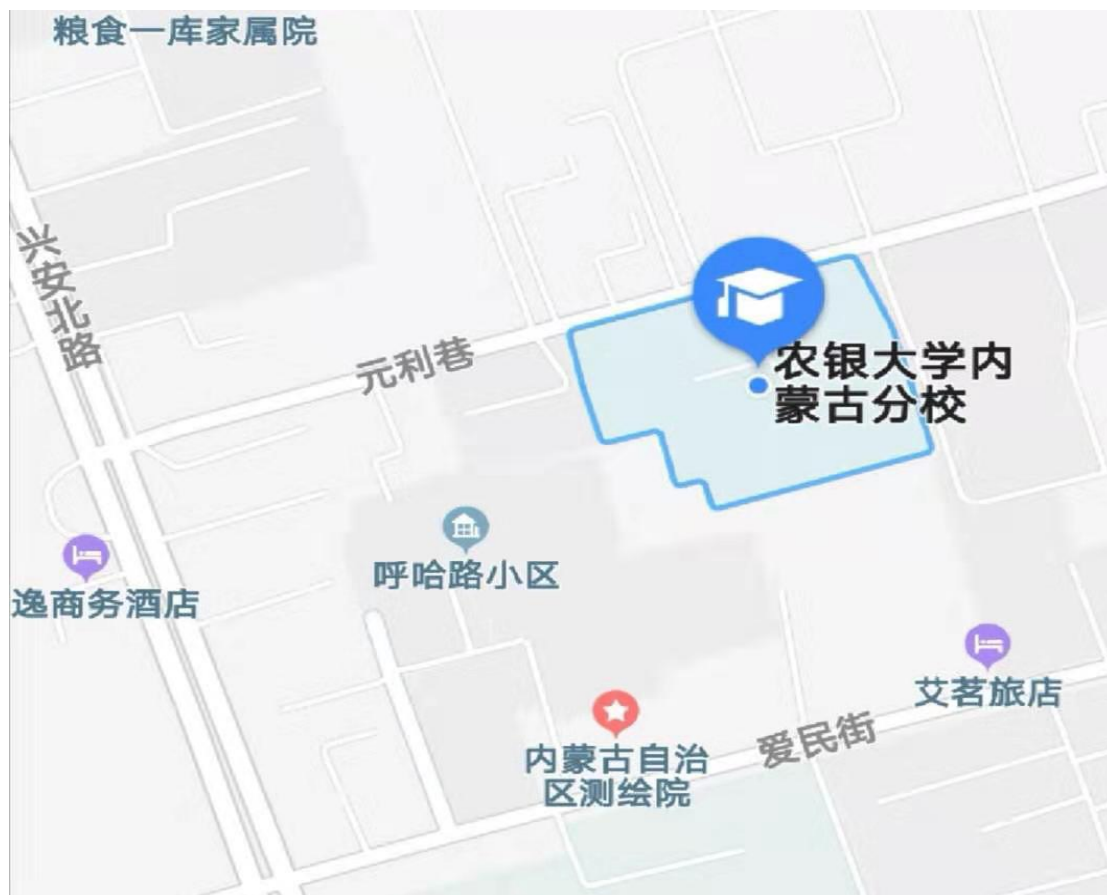 粮食一库家属院
兴安北路
元利巷
农银大学内
蒙古分校
呼哈路小区
逸商务酒店
艾茗旅店
爱民街
内蒙古自治
区测绘院